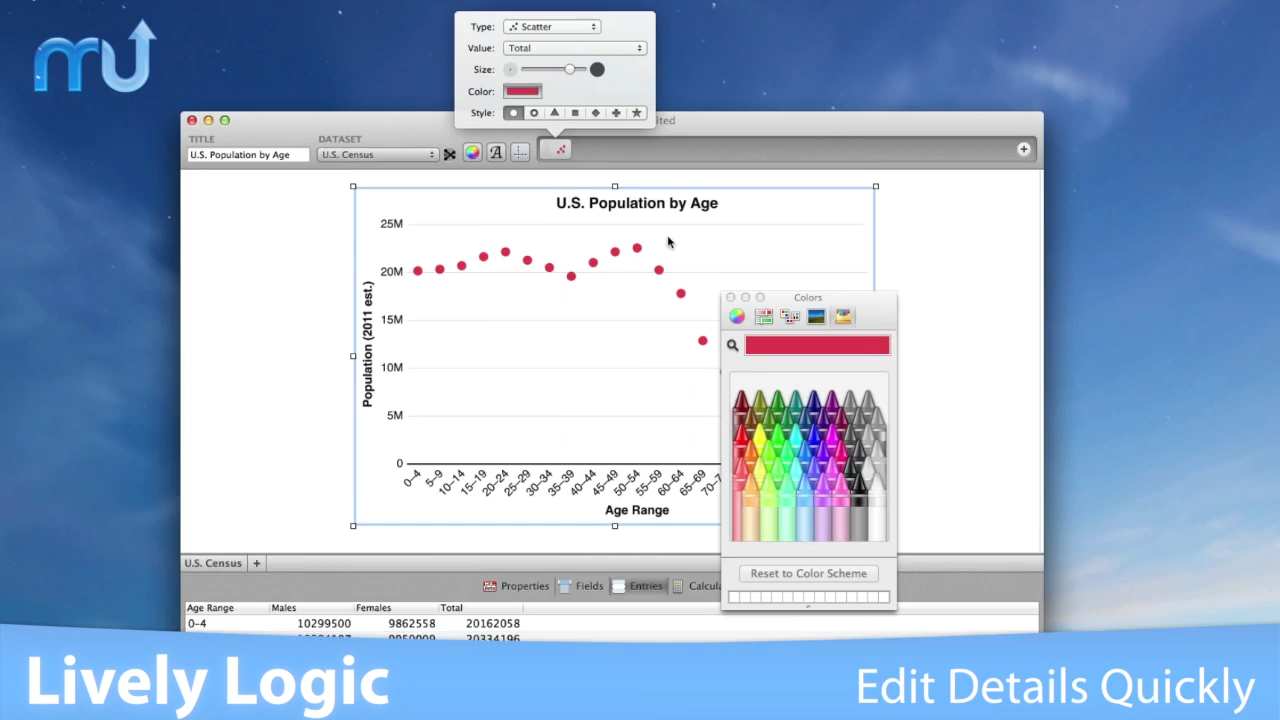 mu
Type: Scatter
Value: Total
Size:
Color:
Style:
TITLE
DATASET
U.S. Population by Age
U.S. Census
A
U.S. Population by Age
25M
20M
15M
10M
5M
0
Population (2011 est.)
0–4
5–9
10–14
15–19
20–24
25–29
30–34
35–39
40–44
45–49
50–54
55–59
60–64
65–69
Age Range
Colors
Reset to Color Scheme
U.S. Census +
Properties Fields Entries
Age Range Males Females Total
0-4 10299500 9862558 20162058
Lively Logic
Edit Details Quickly